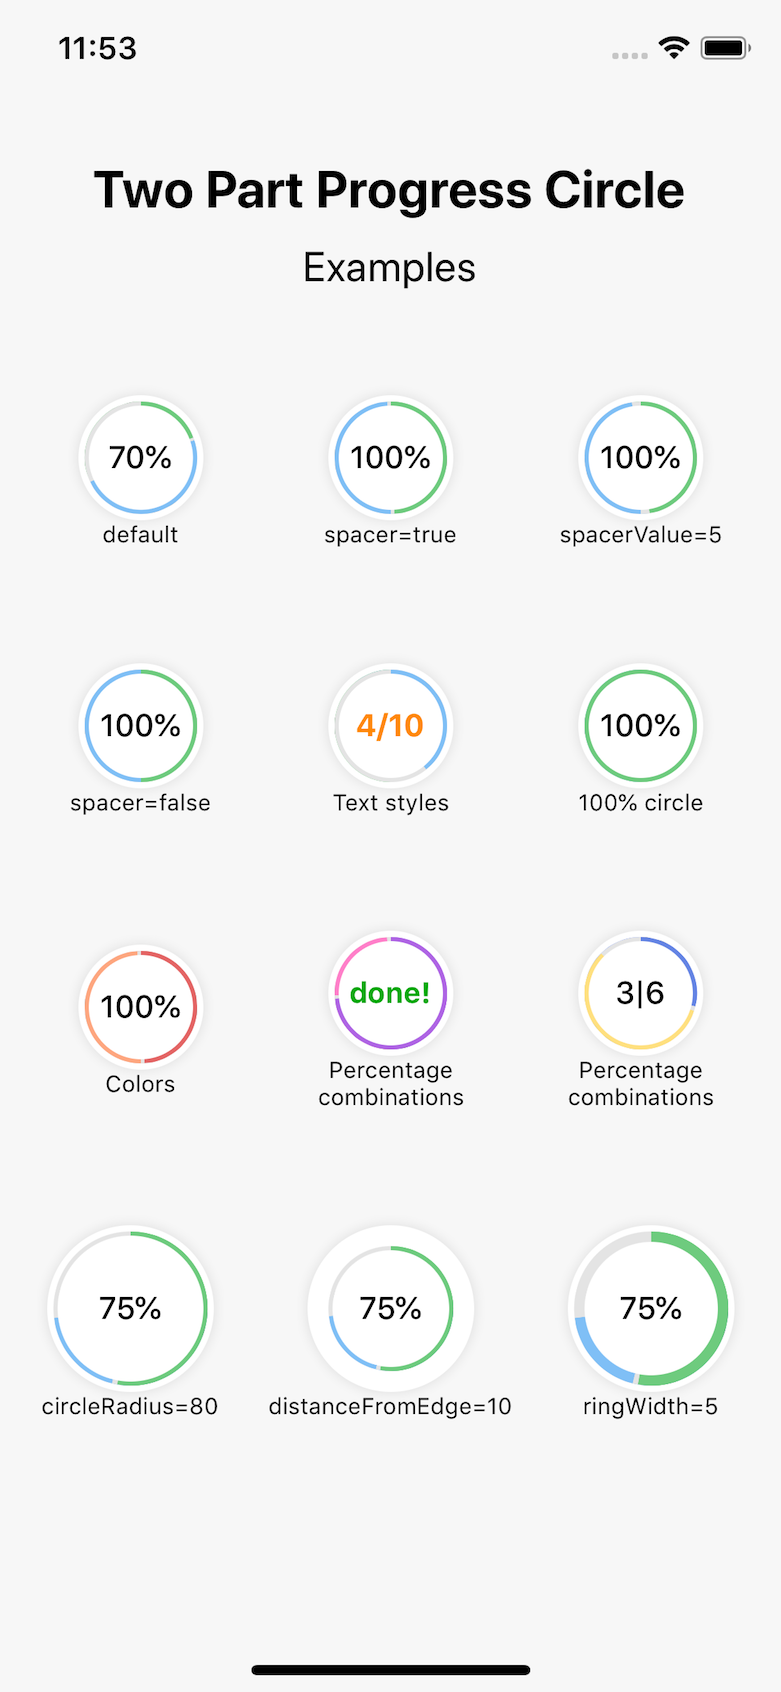 11:53
Two Part Progress Circle
Examples
70%
100%
100%
default
spacer=true
spacerValue=5
100%
4/10
100%
spacer=false
Text styles
100% circle
100%
done!
3|6
Colors
Percentage
combinations
Percentage
combinations
75%
75%
75%
circleRadius=80
distanceFromEdge=10
ringWidth=5